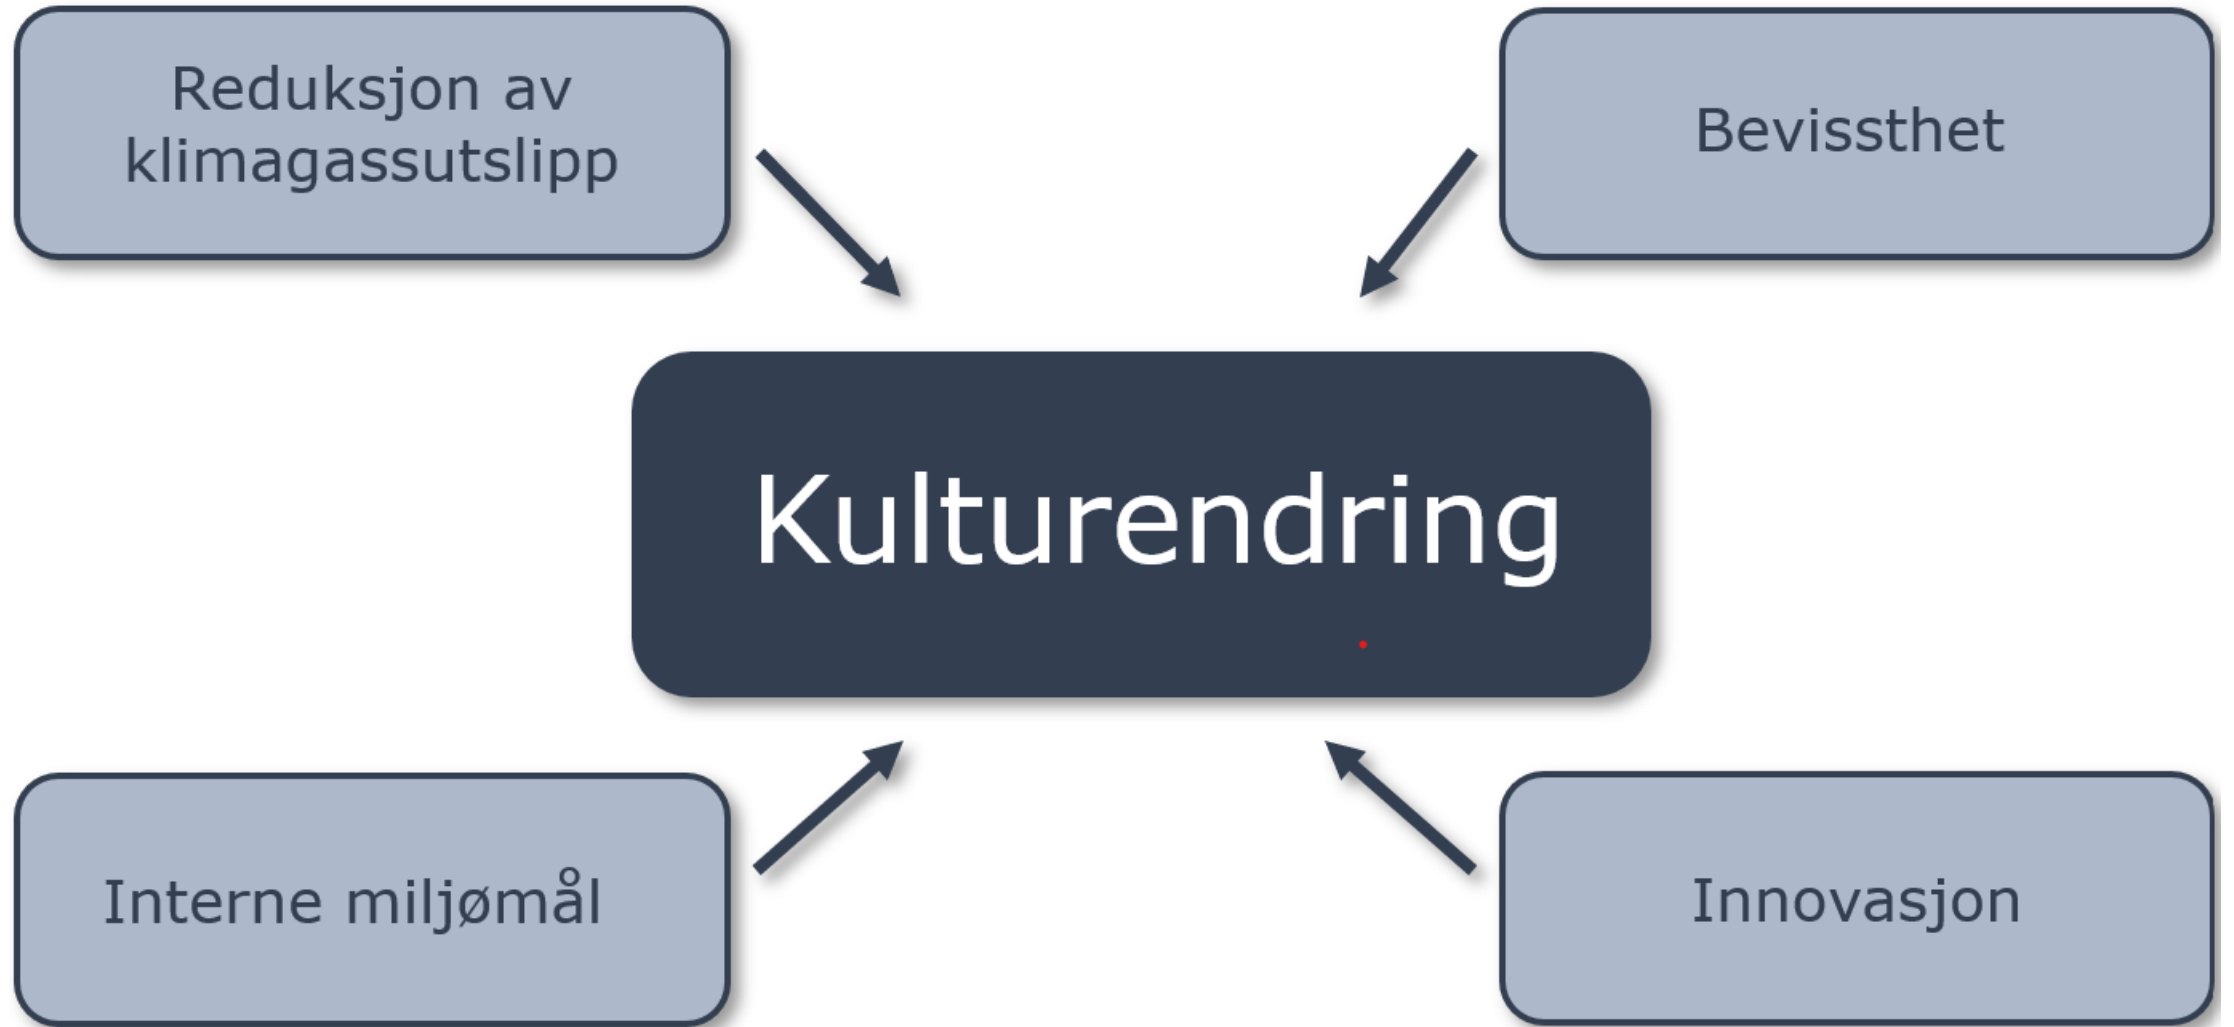 Reduksjon av
klimagassutslipp
Bevissthet
Kulturendring
Interne miljømål
Innovasjon